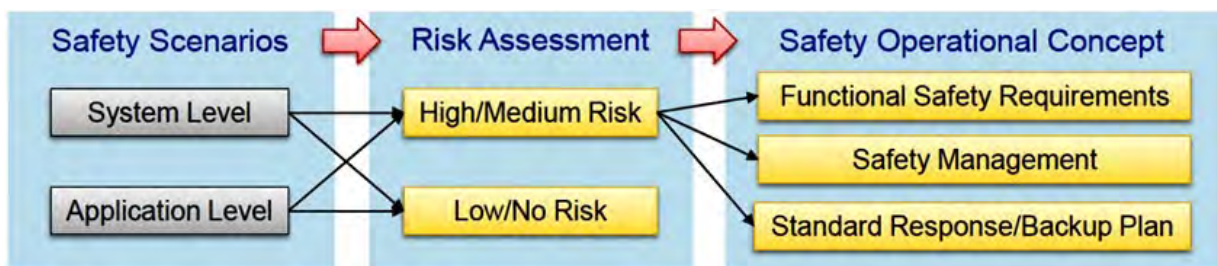 Safety Scenarios
Risk Assessment
Safety Operational Concept
System Level
Application Level
High/Medium Risk
Low/No Risk
Functional Safety Requirements
Safety Management
Standard Response/Backup Plan